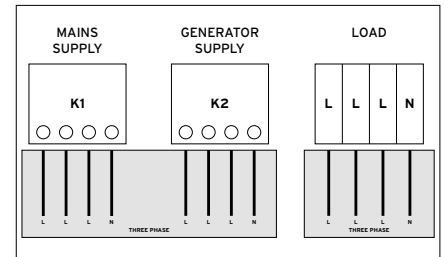 MAINS
SUPPLY
GENERATOR
SUPPLY
LOAD
K1
K2
L L L N
L L L N
L L L N
THREE PHASE
L L L N
THREE PHASE